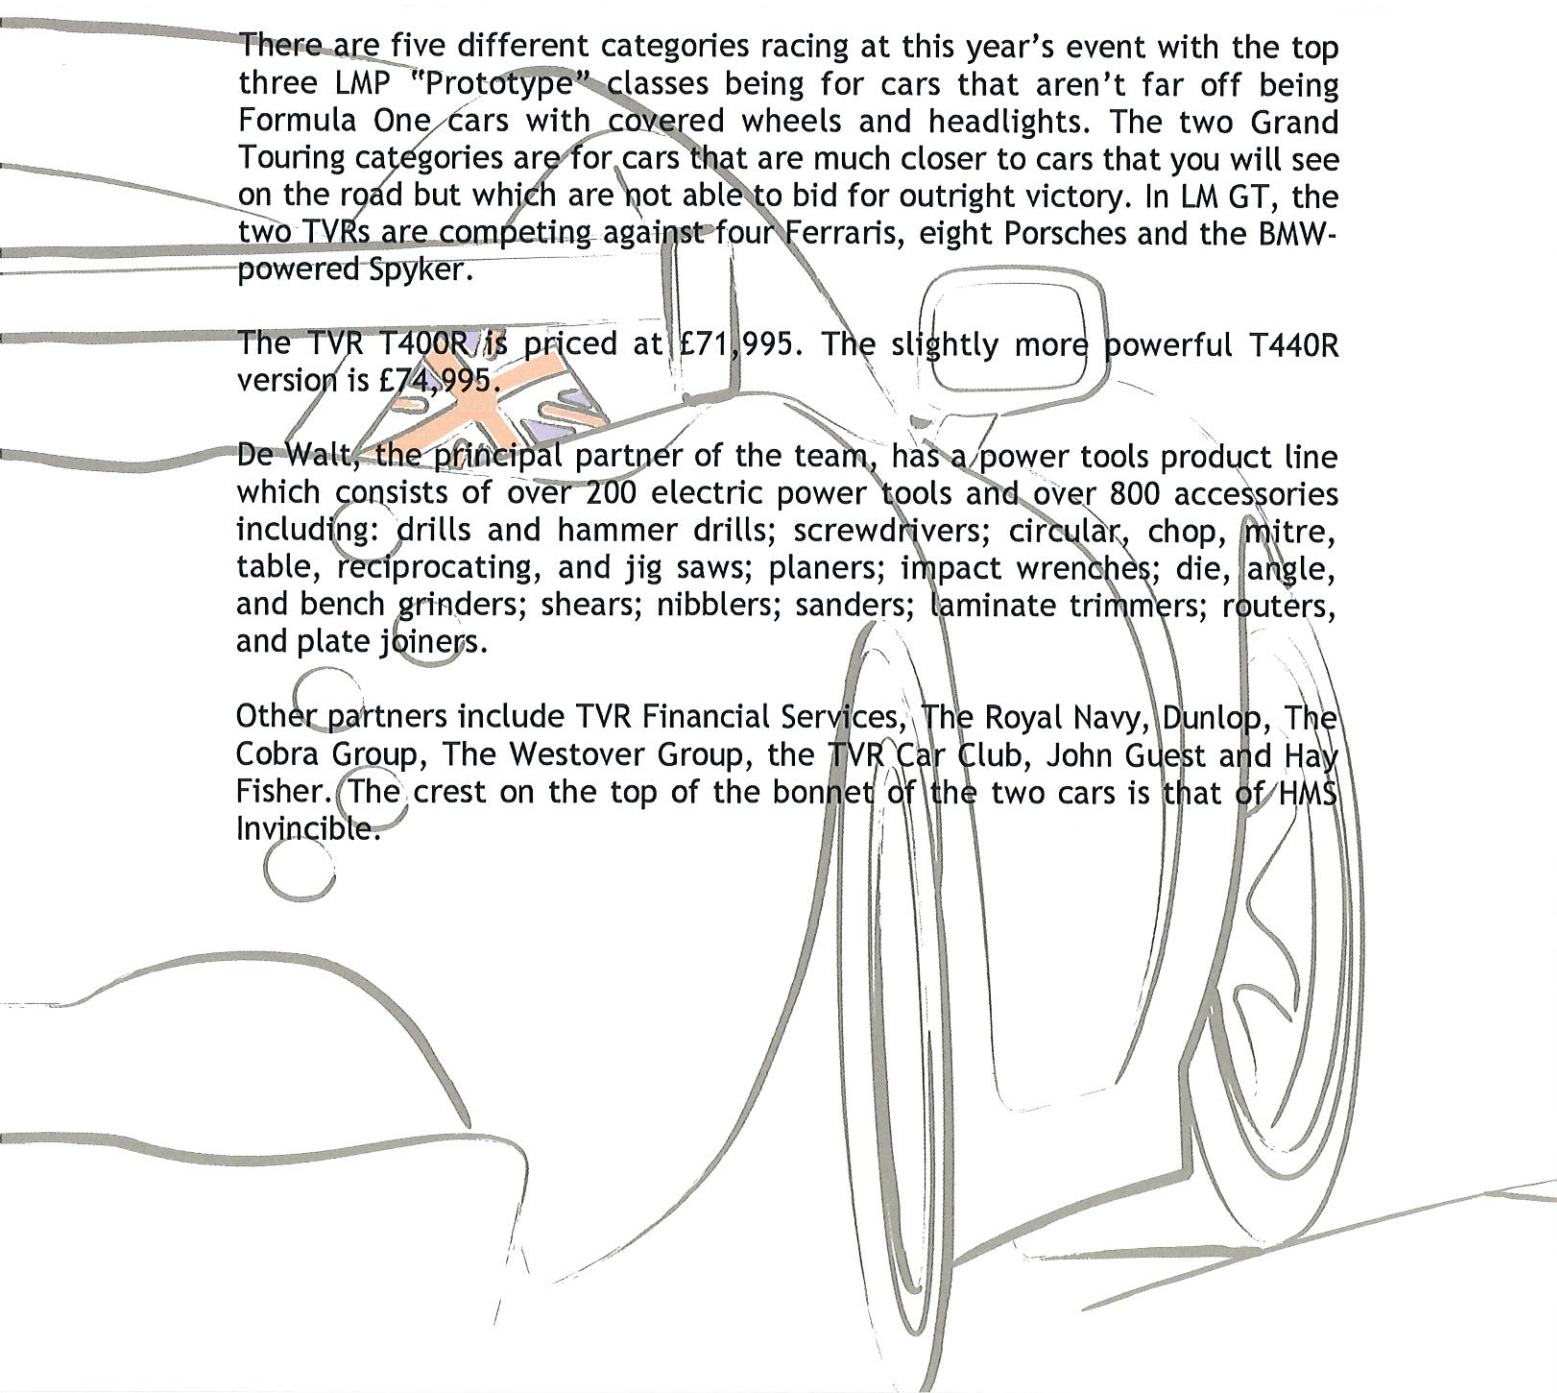 There are five different categories racing at this year's event with the top
three LMP "Prototype" classes being for cars that aren't far off being
Formula One cars with covered wheels and headlights. The two Grand
Touring categories are for cars that are much closer to cars that you will see
on the road but which are not able to bid for outright victory. In LM GT, the
two TVRs are competing against four Ferraris, eight Porsches and the BMW-
powered Spyker.

The TVR T400R is priced at £71,995. The slightly more powerful T440R
version is £74,995.

De Walt, the principal partner of the team, has a power tools product line
which consists of over 200 electric power tools and over 800 accessories
including: drills and hammer drills; screwdrivers; circular, chop, mitre,
table, reciprocating, and jig saws; planers; impact wrenches; die, angle,
and bench grinders; shears; nibblers; sanders; laminate trimmers; routers,
and plate joiners.

Other partners include TVR Financial Services, The Royal Navy, Dunlop, The
Cobra Group, The Westover Group, the TVR Car Club, John Guest and Hay
Fisher. The crest on the top of the bonnet of the two cars is that of HMS
Invincible.